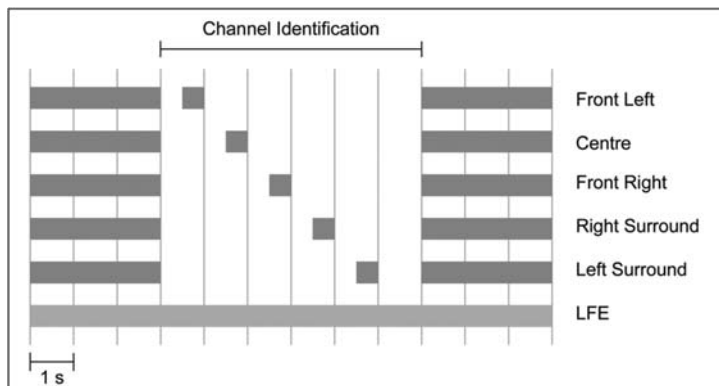 Channel Identification
Front Left
Centre
Front Right
Right Surround
Left Surround
LFE
1 s